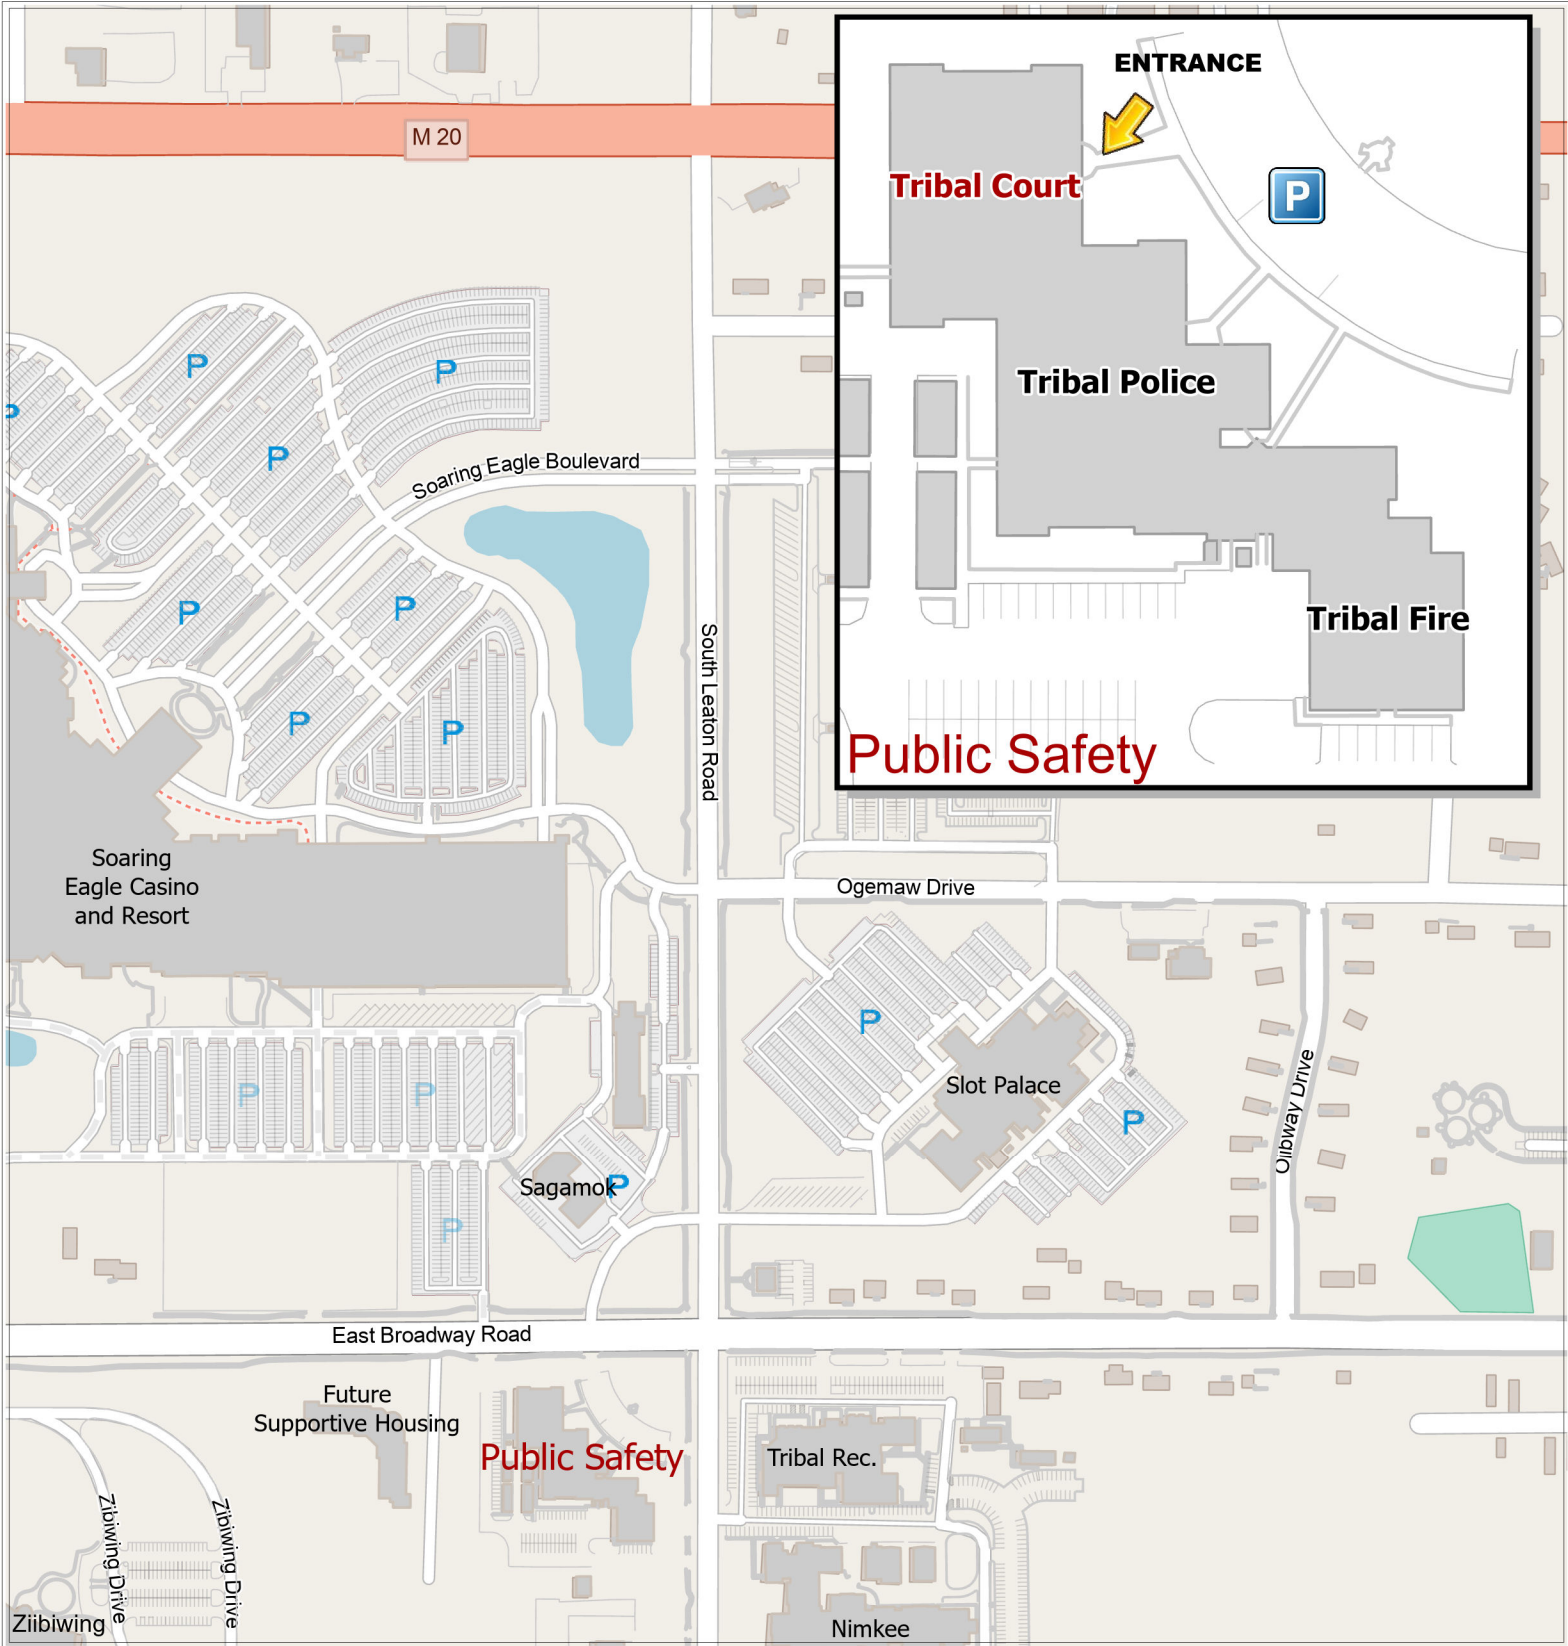 M 20
ENTRANCE
Tribal Court
P
Tribal Police
Tribal Fire
Public Safety
P
P
P
P
P
P
P
P
Soaring Eagle Boulevard
South Leaton Road
Soaring
Eagle Casino
and Resort
Ogemaw Drive
P
Slot Palace
P
P
P
P
Sagamok
P
Ojibway Drive
East Broadway Road
Future
Supportive Housing
Public Safety
Tribal Rec.
Zibiwing Drive
Zibiwing Drive
Ziibiwing
Nimkee